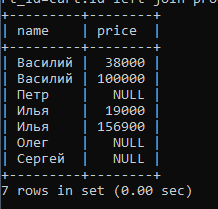 rt_id=cart.id left join pro
+---------+--------+
| name    | price  |
+---------+--------+
| Василий |  38000 |
| Василий | 100000 |
| Петр    |   NULL |
| Илья    |  19000 |
| Илья    | 156900 |
| Олег    |   NULL |
| Сергей  |   NULL |
+---------+--------+
7 rows in set (0.00 sec)